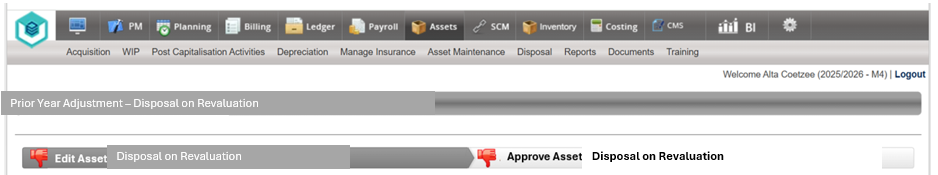 PM Planning Billing Ledger Payroll Assets SCM Inventory Costing CMS BI
Acquisition WIP Post Capitalisation Activities Depreciation Manage Insurance Asset Maintenance Disposal Reports Documents Training
Welcome Alta Coetzee (2025/2026 - M4) | Logout
Prior Year Adjustment – Disposal on Revaluation
Edit Asset Disposal on Revaluation Approve Asset Disposal on Revaluation